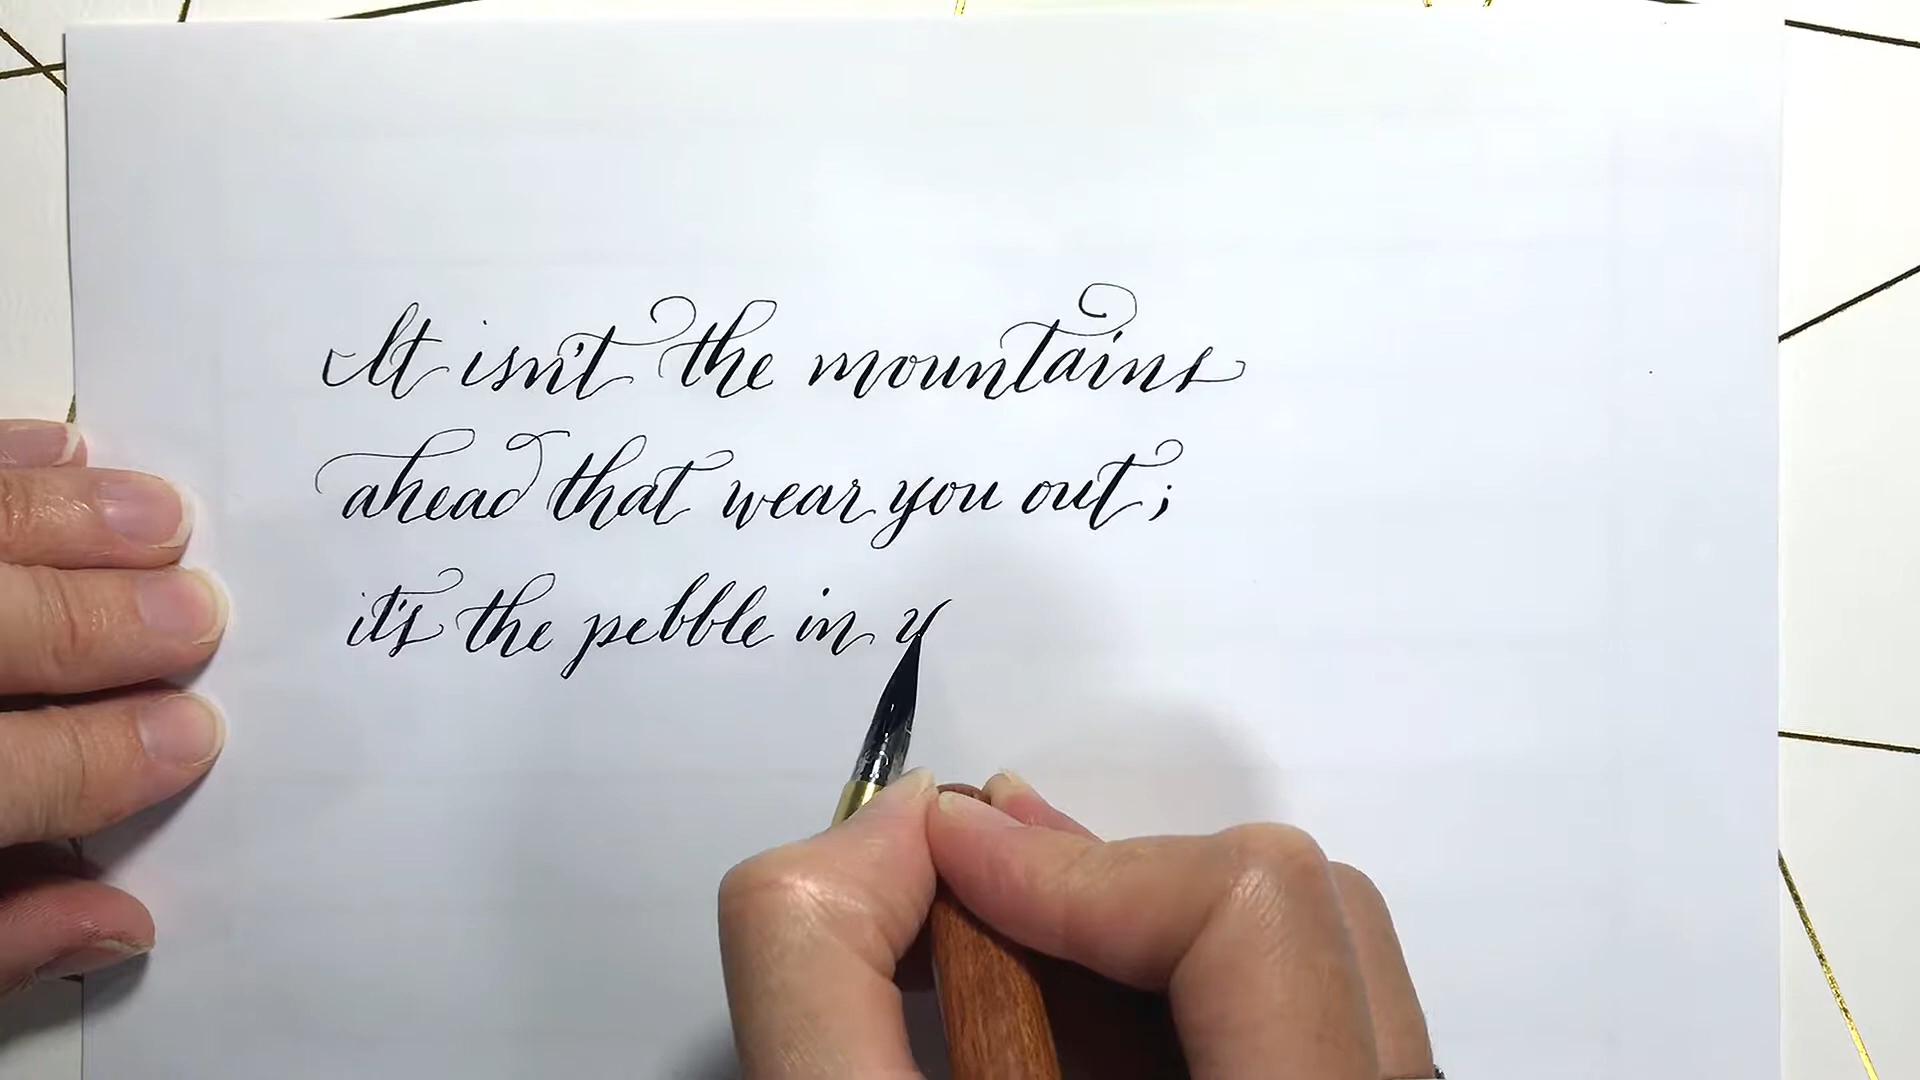 It isn't the mountains
ahead that wear you out;
it's the pebble in y